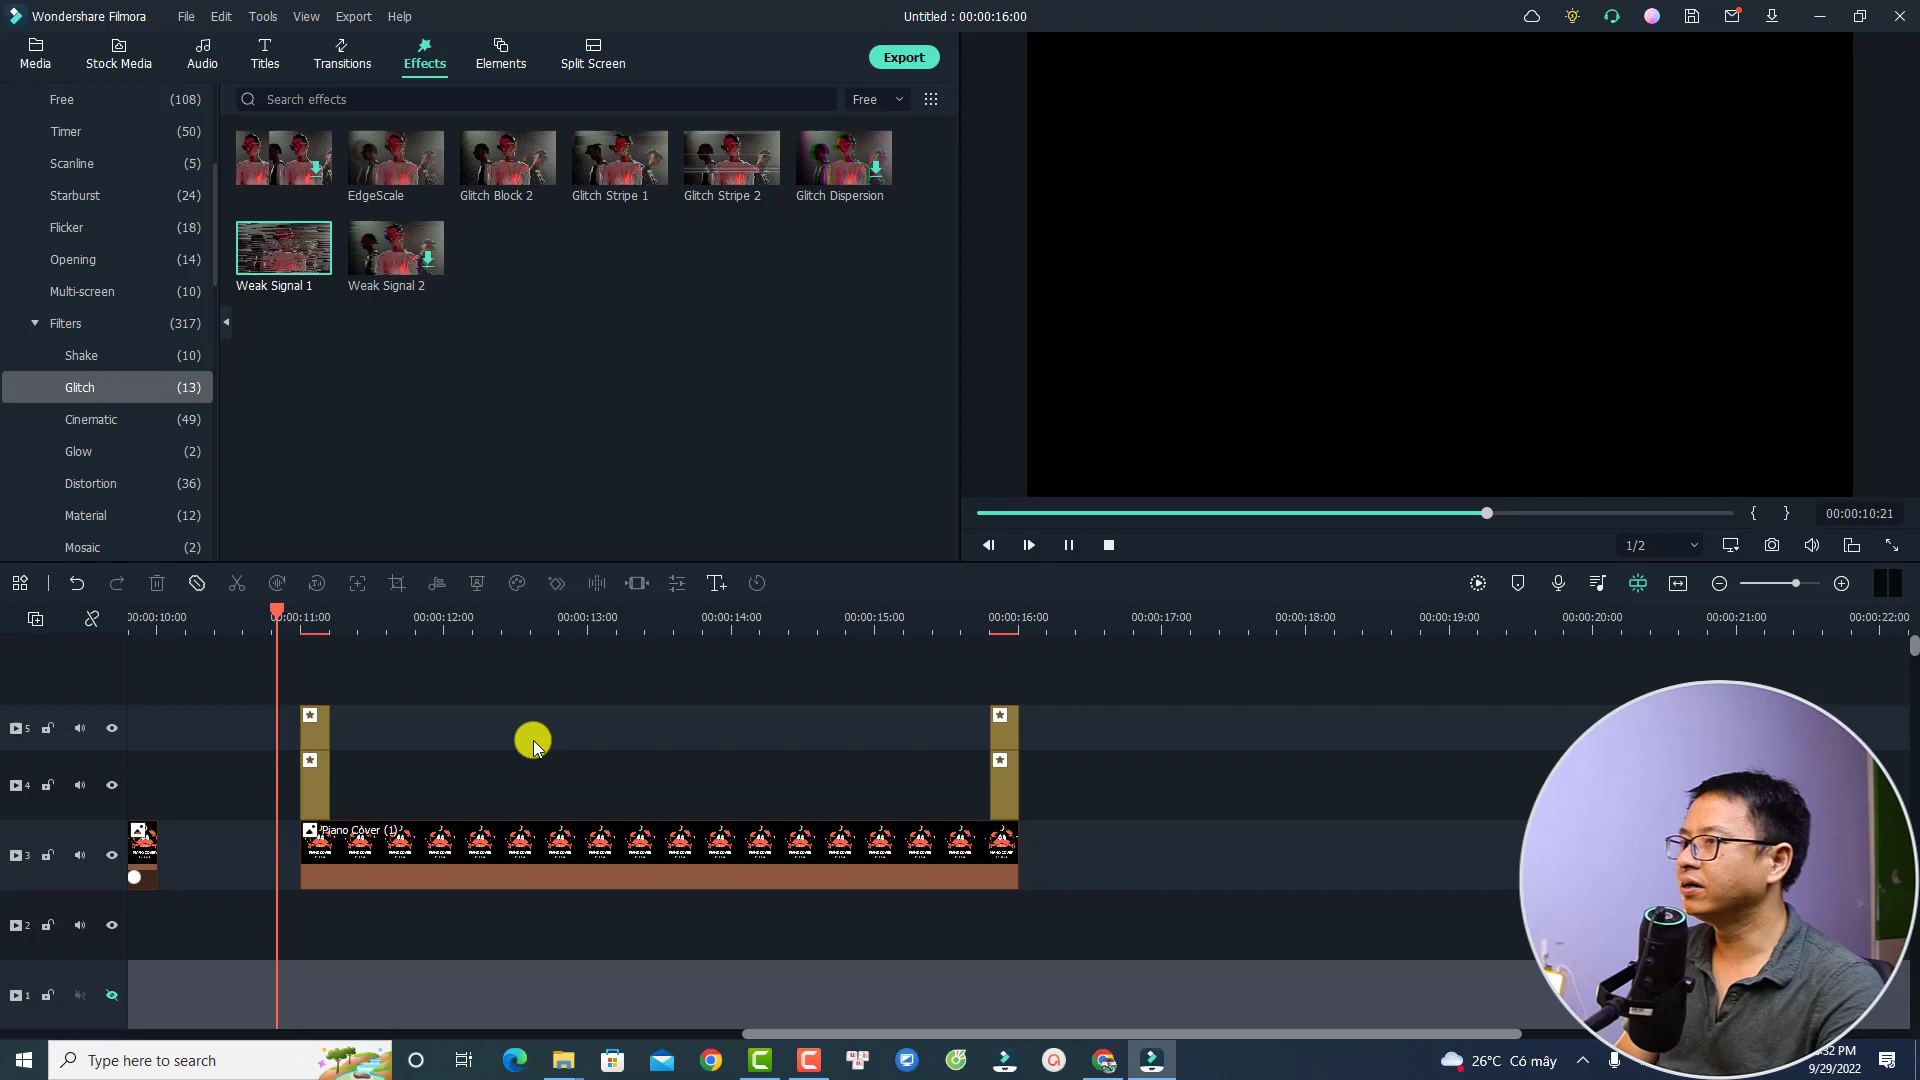 Wondershare Filmora File Edit Tools View Export Help Untitled : 00:00:16:00
Media Stock Media Audio Titles Transitions Effects Elements Split Screen Export
Free (108)
Timer (50)
Scanline (5)
Starburst (24)
Flicker (18)
Opening (14)
Multi-screen (10)
Filters (317)
Shake (10)
Glitch (13)
Cinematic (49)
Glow (2)
Distortion (36)
Material (12)
Mosaic (2)
Search effects Free
EdgeScale Glitch Block 2 Glitch Stripe 1 Glitch Stripe 2 Glitch Dispersion
Weak Signal 1 Weak Signal 2
{ } 00:00:10:21
1/2
00:00:10:00 00:00:11:00 00:00:12:00 00:00:13:00 00:00:14:00 00:00:15:00 00:00:16:00 00:00:17:00 00:00:18:00 00:00:19:00 00:00:20:00 00:00:21:00 00:00:22:00
5
4
3
Piano Cover (1)
2
1
Type here to search
26°C Có mây
:32 PM
9/29/2022